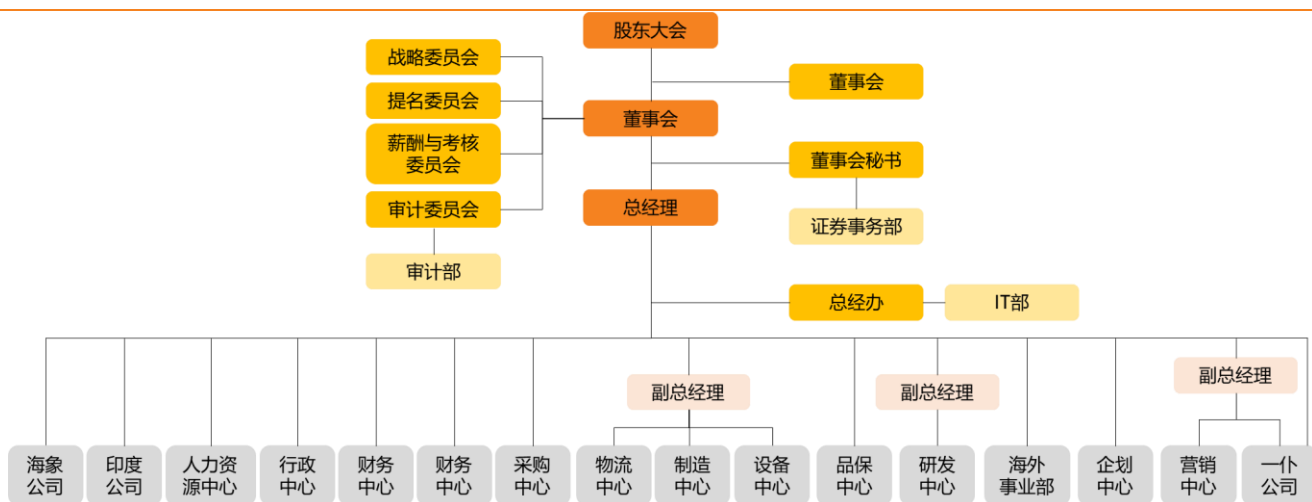 股东大会
战略委员会
董事会
提名委员会
董事会
薪酬与考核
委员会
董事会秘书
审计委员会
总经理
证券事务部
审计部
总经办
IT部
副总经理
副总经理
副总经理
海象
公司
印度
公司
人力资
源中心
行政
中心
财务
中心
财务
中心
采购
中心
物流
中心
制造
中心
设备
中心
品保
中心
研发
中心
海外
事业部
企划
中心
营销
中心
一仆
公司